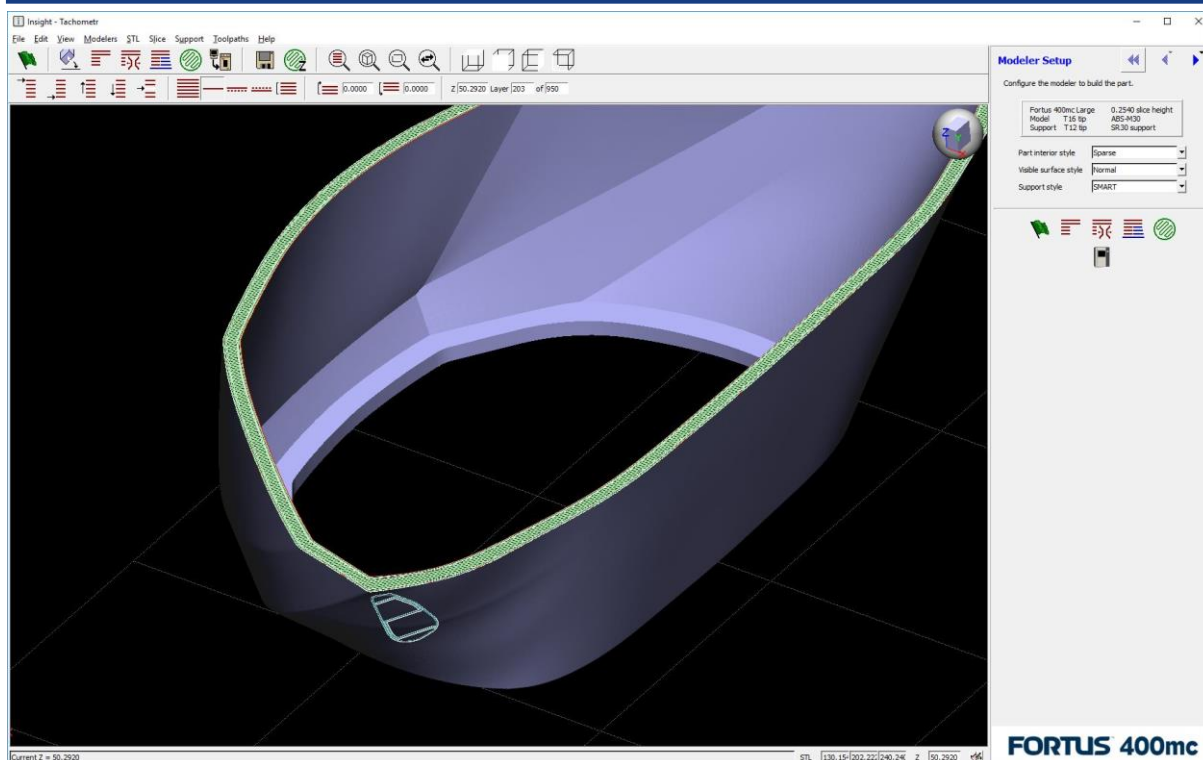 Insight - Tachometr
File Edit View Modelers STL Slice Support Toolpaths Help
0.0000 0.0000 Z 50.2920 Layer 203 of 950
Modeler Setup
Configure the modeler to build the part.
Fortus 400mc Large 0.2540 slice height
Model T16 tip ABS-M30
Support T12 tip SR30 support
Part interior style Sparse
Visible surface style Normal
Support style SMART
Z
Y
FORTUS 400mc
Current Z = 50.2920 STL Z 50.2920